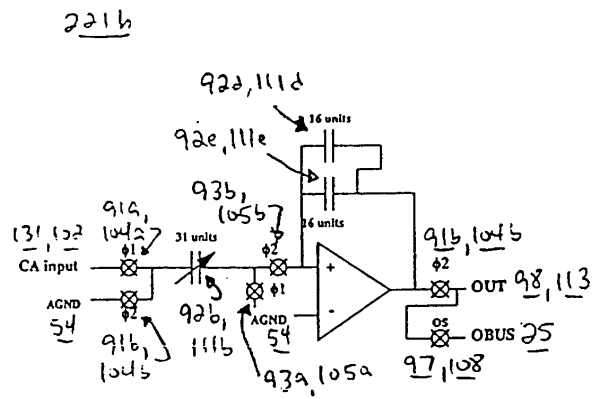 221b
92d, 111d
16 units
92e, 111e
93b, 105b
16 units
91a, 104a
131, 102
φ1
31 units
φ2
91b, 104b
φ2
CA input
OUT 98, 113
φ1
AGND
54
φ2
92b, 111b
AGND
54
OS
OBUS 25
91b, 104b
93a, 105a
97, 108
+
-